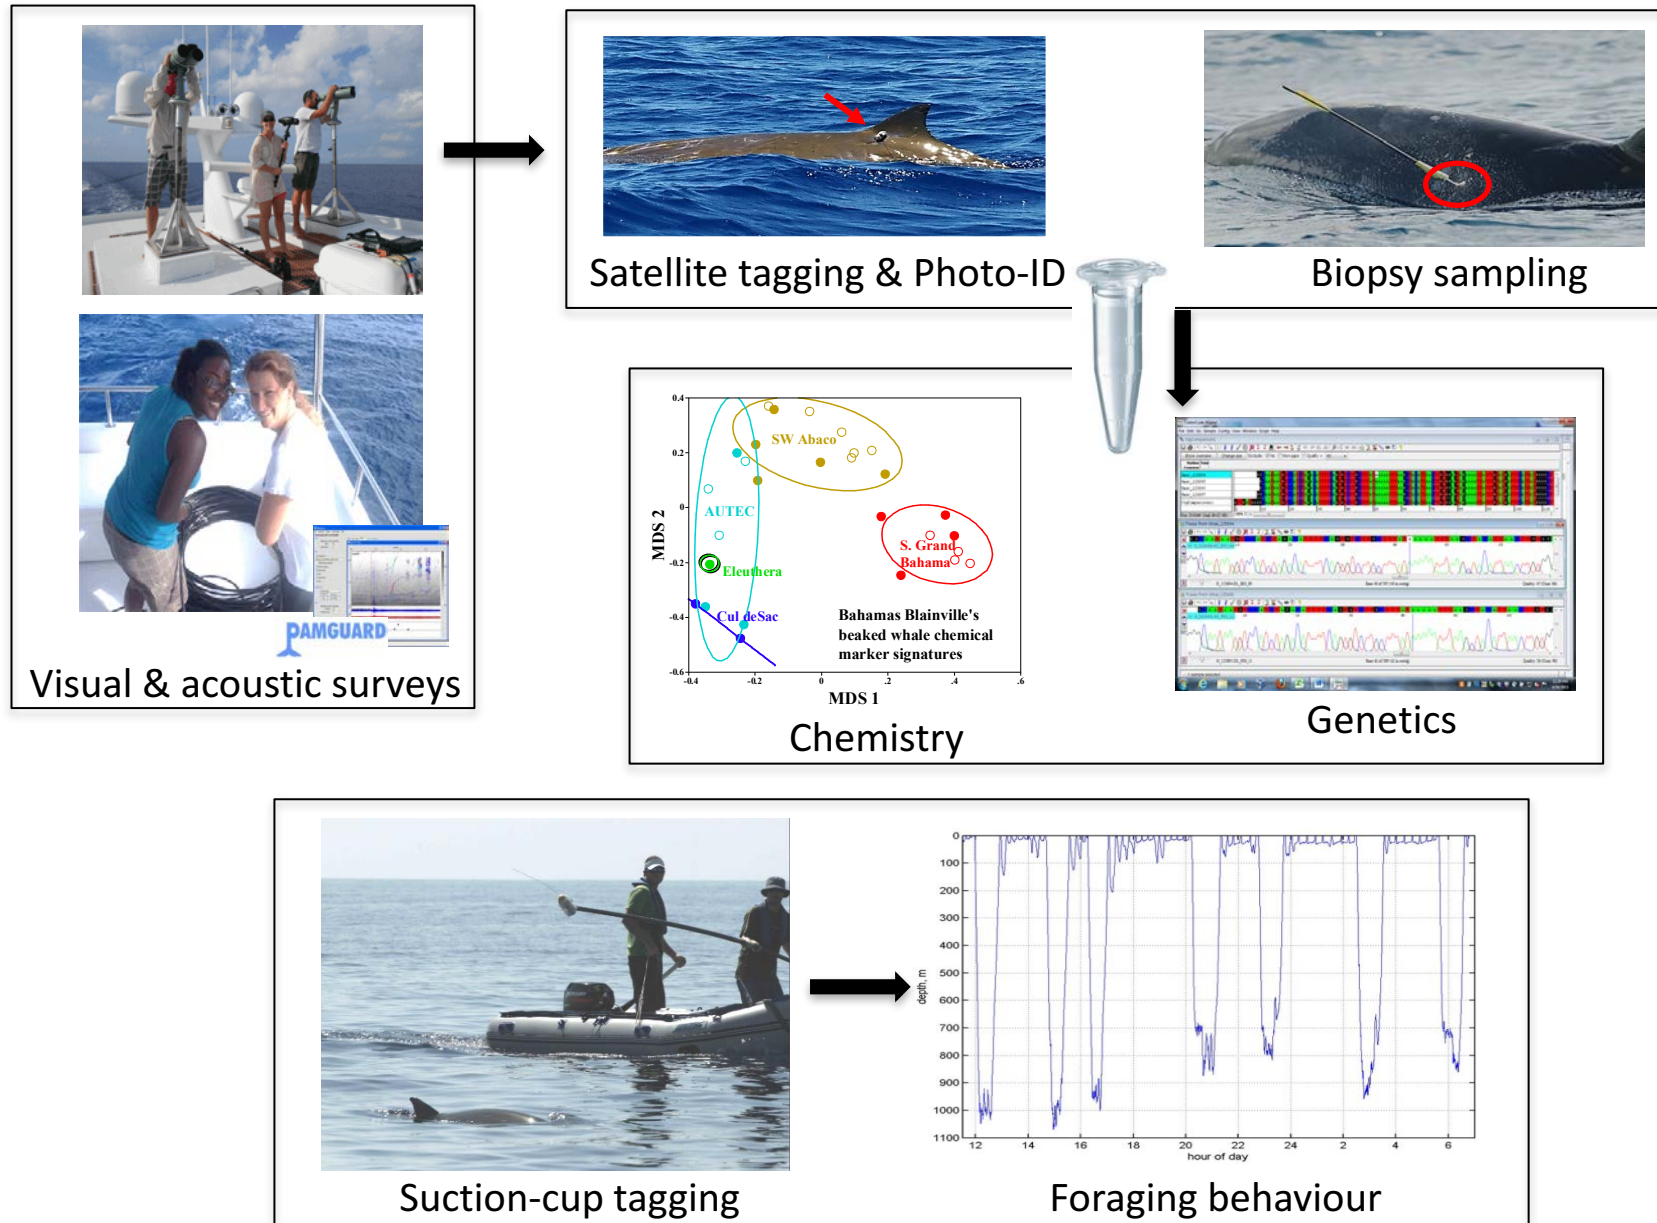 Satellite tagging & Photo-ID
Biopsy sampling
PAMGUARD
Visual & acoustic surveys
0.4
0.2
0
-0.2
-0.4
-0.6
MDS 2
SW Abaco
AUTEC
Eleuthera
Cul deSac
S. Grand
Bahama
Bahamas Blainville's
beaked whale chemical
marker signatures
-0.4
-0.2
0
.2
.4
.6
MDS 1
Chemistry
Genetics
0
100
200
300
400
500
600
700
800
900
1000
1100
depth, m
12
14
16
18
20
22
24
2
4
6
hour of day
Suction-cup tagging
Foraging behaviour